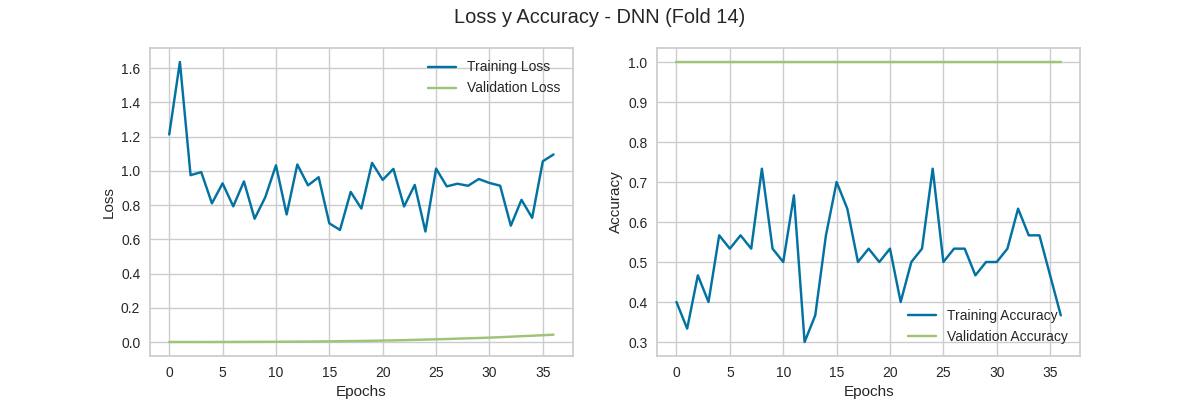 Loss y Accuracy - DNN (Fold 14)
Loss
1.6
1.4
1.2
1.0
0.8
0.6
0.4
0.2
0.0
Training Loss
Validation Loss
0 5 10 15 20 25 30 35
Epochs
Accuracy
1.0
0.9
0.8
0.7
0.6
0.5
0.4
0.3
Training Accuracy
Validation Accuracy
0 5 10 15 20 25 30 35
Epochs